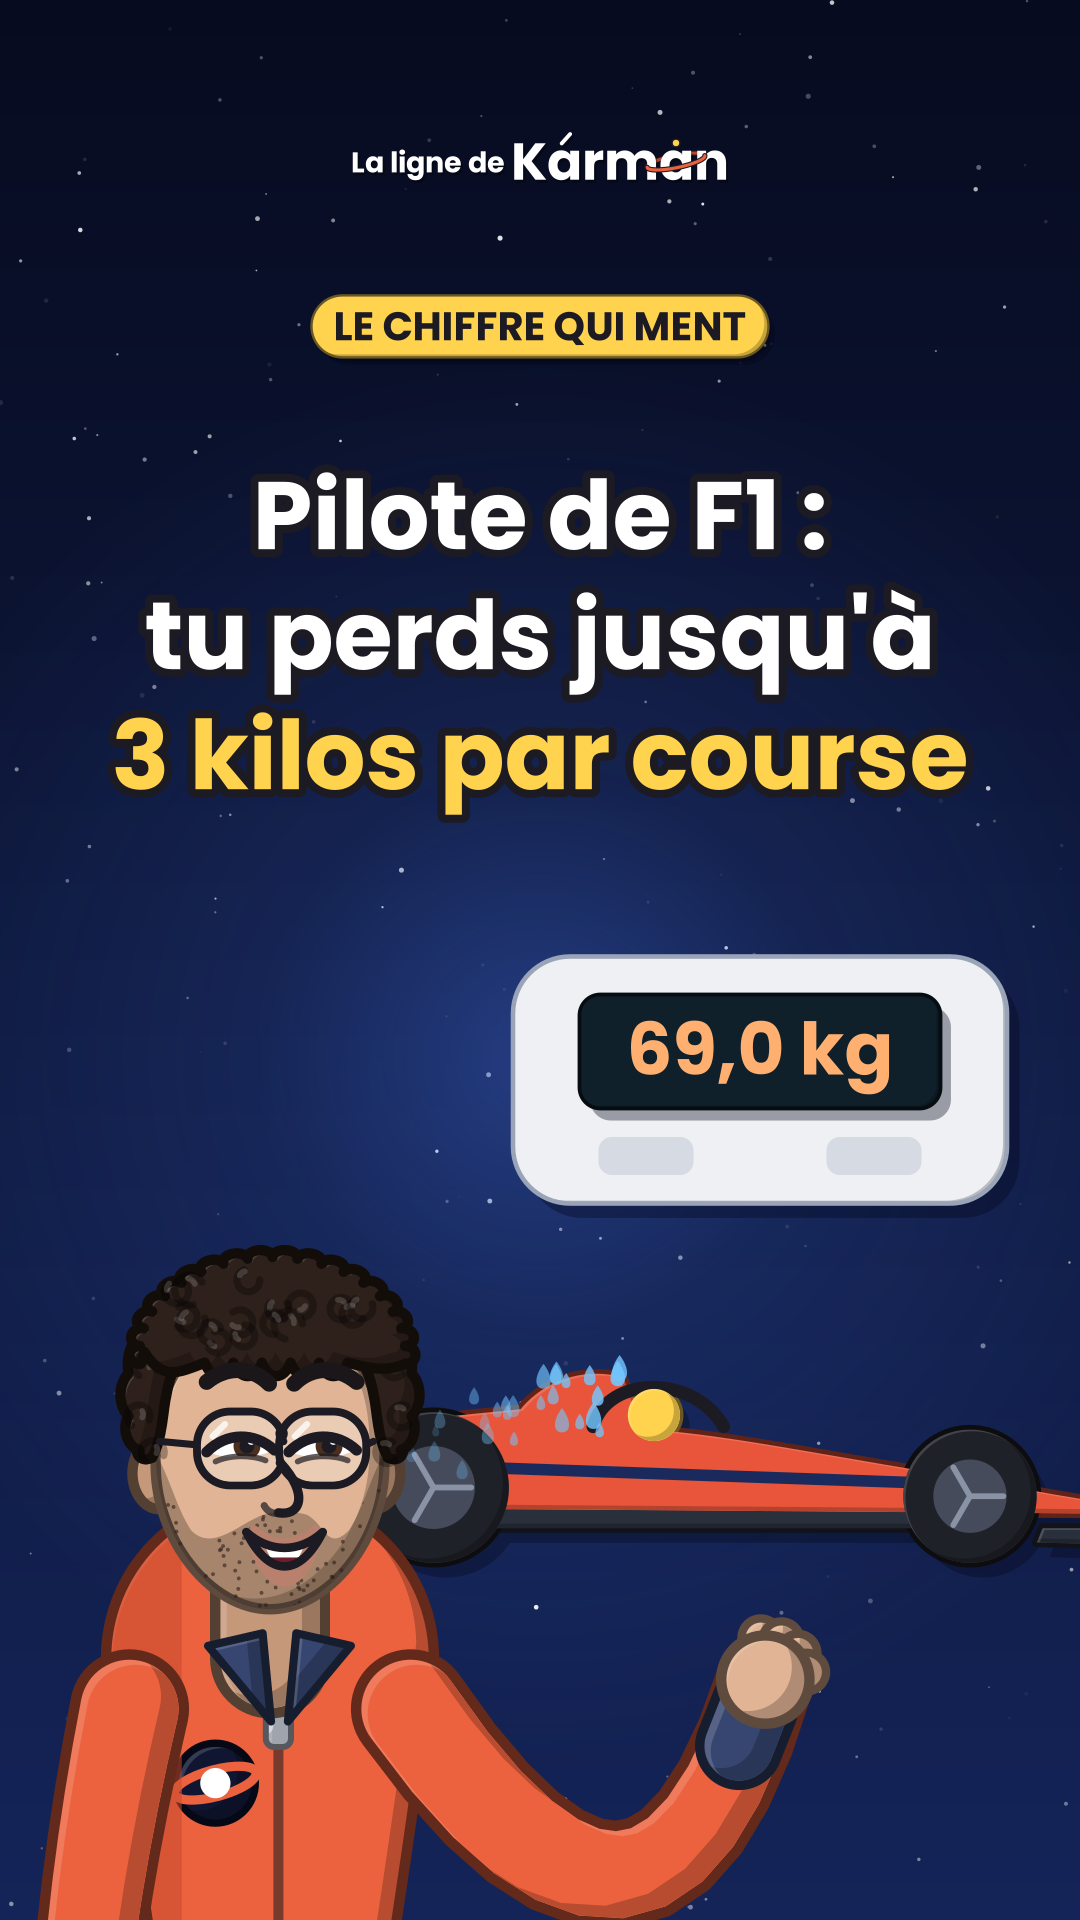 La ligne de Kármán
LE CHIFFRE QUI MENT
Pilote de F1 :
tu perds jusqu'à
3 kilos par course
69,0 kg